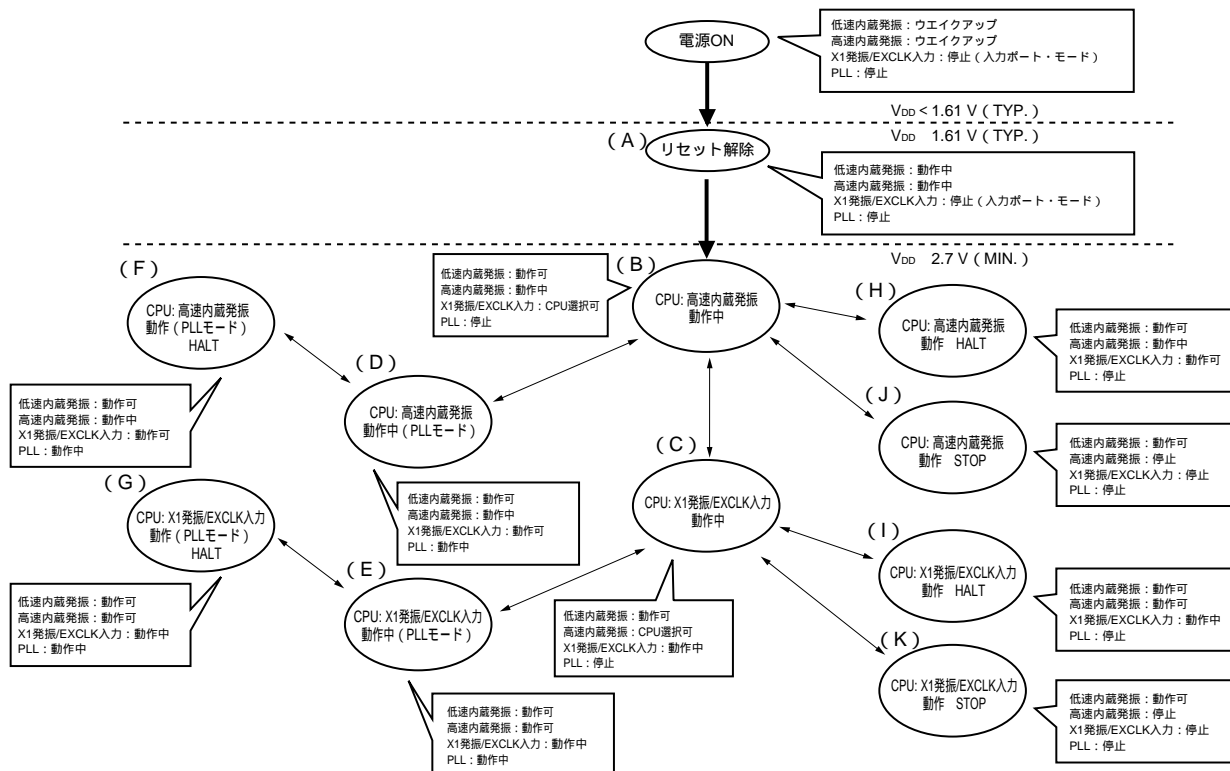 電源ON
低速内蔵発振：ウエイクアップ
高速内蔵発振：ウエイクアップ
X1発振/EXCLK入力：停止（入力ポート・モード）
PLL：停止
VDD < 1.61 V（TYP.）
VDD　1.61 V（TYP.）
（A）
リセット解除
低速内蔵発振：動作中
高速内蔵発振：動作中
X1発振/EXCLK入力：停止（入力ポート・モード）
PLL：停止
VDD　2.7 V（MIN.）
（B）
CPU: 高速内蔵発振
動作中
低速内蔵発振：動作可
高速内蔵発振：動作中
X1発振/EXCLK入力：CPU選択可
PLL：停止
（F）
CPU: 高速内蔵発振
動作（PLLモード）
HALT
低速内蔵発振：動作可
高速内蔵発振：動作中
X1発振/EXCLK入力：動作可
PLL：動作中
（D）
CPU: 高速内蔵発振
動作中（PLLモード）
低速内蔵発振：動作可
高速内蔵発振：動作中
X1発振/EXCLK入力：動作可
PLL：動作中
（H）
CPU: 高速内蔵発振
動作　HALT
低速内蔵発振：動作可
高速内蔵発振：動作中
X1発振/EXCLK入力：動作可
PLL：停止
（J）
CPU: 高速内蔵発振
動作　STOP
低速内蔵発振：動作可
高速内蔵発振：停止
X1発振/EXCLK入力：停止
PLL：停止
（C）
CPU: X1発振/EXCLK入力
動作中
低速内蔵発振：動作可
高速内蔵発振：CPU選択可
X1発振/EXCLK入力：動作中
PLL：停止
（G）
CPU: X1発振/EXCLK入力
動作（PLLモード）
HALT
低速内蔵発振：動作可
高速内蔵発振：動作可
X1発振/EXCLK入力：動作中
PLL：動作中
（E）
CPU: X1発振/EXCLK入力
動作中（PLLモード）
低速内蔵発振：動作可
高速内蔵発振：動作可
X1発振/EXCLK入力：動作中
PLL：動作中
（I）
CPU: X1発振/EXCLK入力
動作　HALT
低速内蔵発振：動作可
高速内蔵発振：動作可
X1発振/EXCLK入力：動作中
PLL：停止
（K）
CPU: X1発振/EXCLK入力
動作　STOP
低速内蔵発振：動作可
高速内蔵発振：停止
X1発振/EXCLK入力：停止
PLL：停止